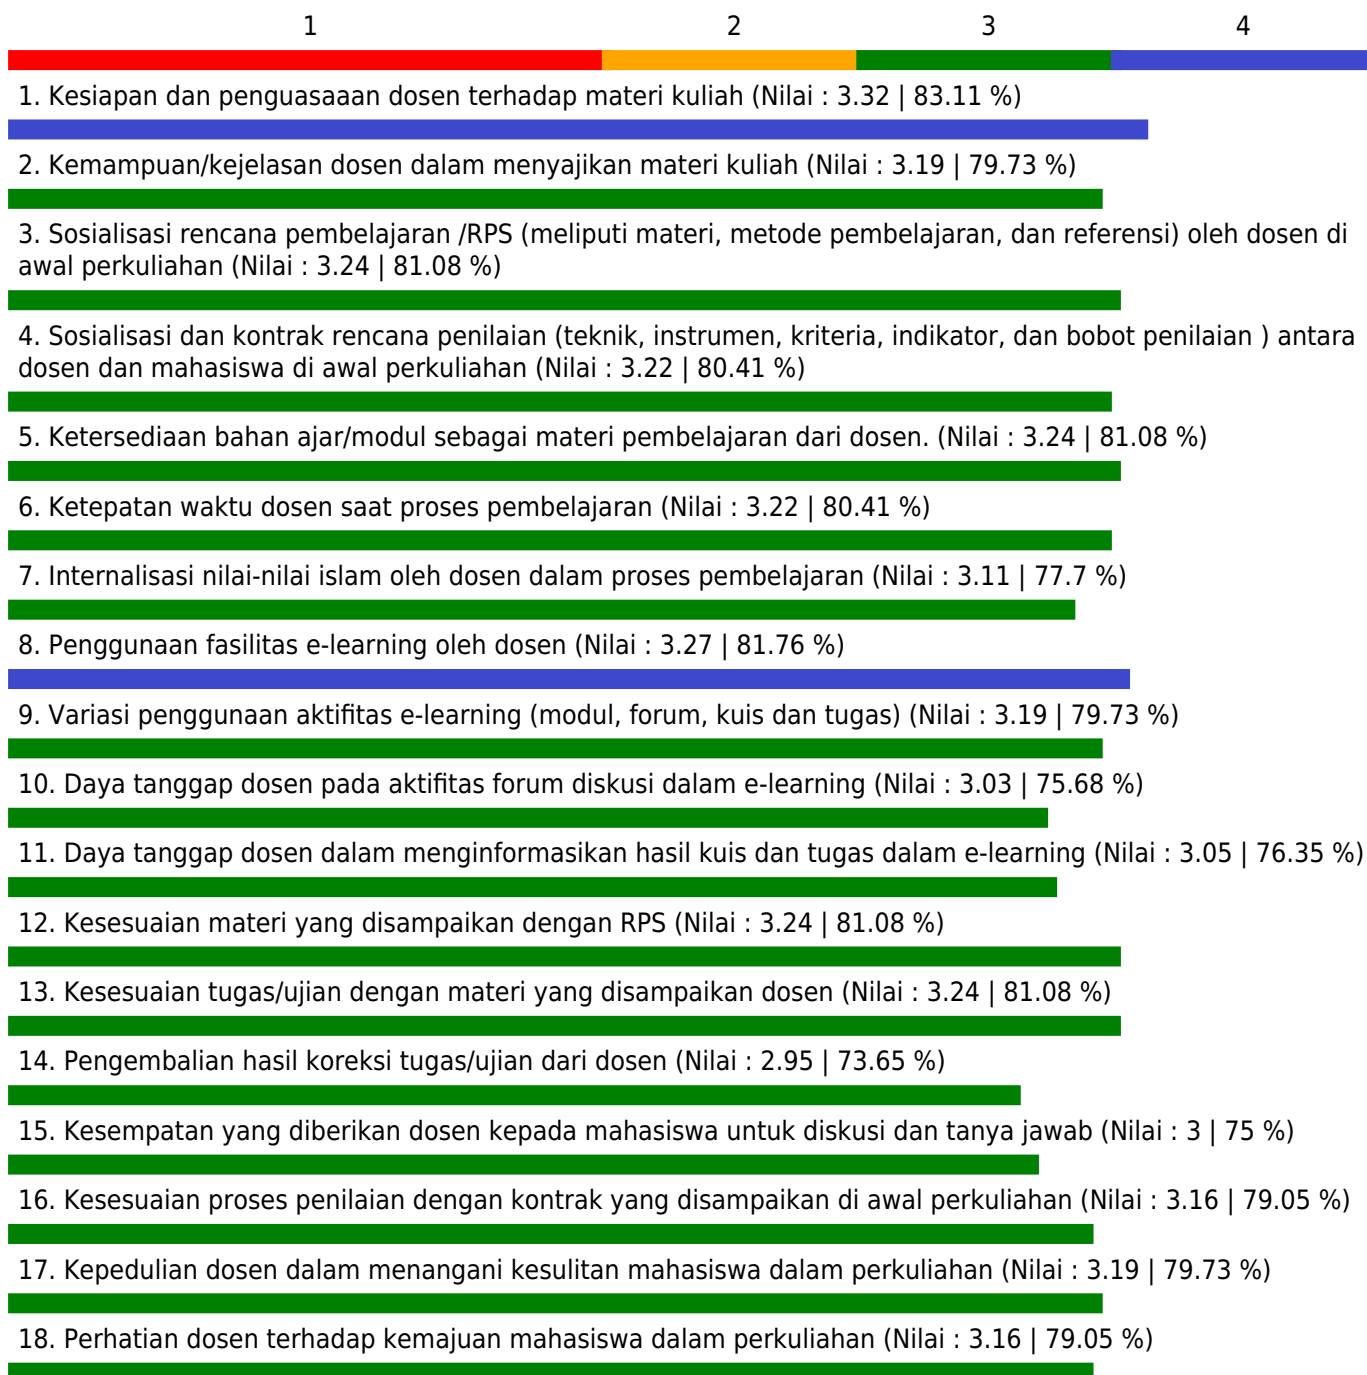 1 2 3 4
1. Kesiapan dan penguasaaan dosen terhadap materi kuliah (Nilai : 3.32 | 83.11 %)
2. Kemampuan/kejelasan dosen dalam menyajikan materi kuliah (Nilai : 3.19 | 79.73 %)
3. Sosialisasi rencana pembelajaran /RPS (meliputi materi, metode pembelajaran, dan referensi) oleh dosen di
awal perkuliahan (Nilai : 3.24 | 81.08 %)
4. Sosialisasi dan kontrak rencana penilaian (teknik, instrumen, kriteria, indikator, dan bobot penilaian ) antara
dosen dan mahasiswa di awal perkuliahan (Nilai : 3.22 | 80.41 %)
5. Ketersediaan bahan ajar/modul sebagai materi pembelajaran dari dosen. (Nilai : 3.24 | 81.08 %)
6. Ketepatan waktu dosen saat proses pembelajaran (Nilai : 3.22 | 80.41 %)
7. Internalisasi nilai-nilai islam oleh dosen dalam proses pembelajaran (Nilai : 3.11 | 77.7 %)
8. Penggunaan fasilitas e-learning oleh dosen (Nilai : 3.27 | 81.76 %)
9. Variasi penggunaan aktifitas e-learning (modul, forum, kuis dan tugas) (Nilai : 3.19 | 79.73 %)
10. Daya tanggap dosen pada aktifitas forum diskusi dalam e-learning (Nilai : 3.03 | 75.68 %)
11. Daya tanggap dosen dalam menginformasikan hasil kuis dan tugas dalam e-learning (Nilai : 3.05 | 76.35 %)
12. Kesesuaian materi yang disampaikan dengan RPS (Nilai : 3.24 | 81.08 %)
13. Kesesuaian tugas/ujian dengan materi yang disampaikan dosen (Nilai : 3.24 | 81.08 %)
14. Pengembalian hasil koreksi tugas/ujian dari dosen (Nilai : 2.95 | 73.65 %)
15. Kesempatan yang diberikan dosen kepada mahasiswa untuk diskusi dan tanya jawab (Nilai : 3 | 75 %)
16. Kesesuaian proses penilaian dengan kontrak yang disampaikan di awal perkuliahan (Nilai : 3.16 | 79.05 %)
17. Kepedulian dosen dalam menangani kesulitan mahasiswa dalam perkuliahan (Nilai : 3.19 | 79.73 %)
18. Perhatian dosen terhadap kemajuan mahasiswa dalam perkuliahan (Nilai : 3.16 | 79.05 %)